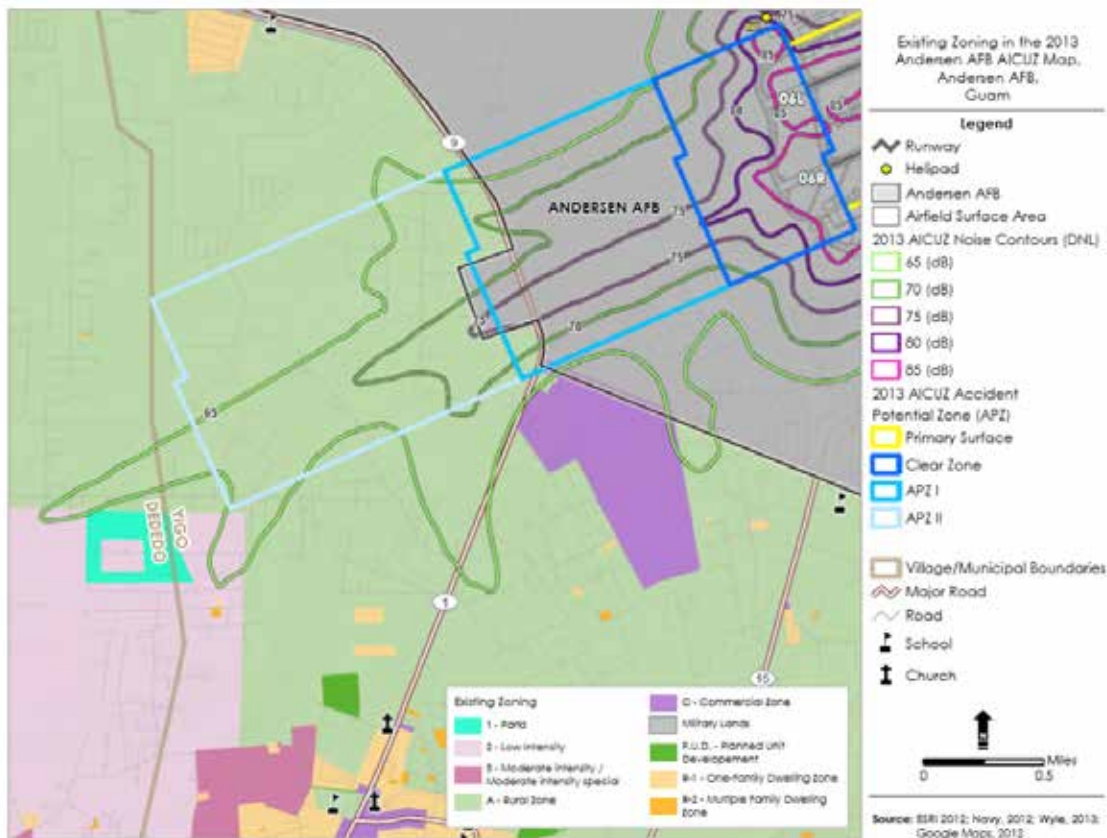 Existing Zoning in the 2013
Andersen AFB AICUZ Map,
Andersen AFB,
Guam
Legend
Runway
Helipad
Andersen AFB
Airfield Surface Area
2013 AICUZ Noise Contours (DNL)
65 (dB)
70 (dB)
75 (dB)
80 (dB)
85 (dB)
2013 AICUZ Accident
Potential Zone (APZ)
Primary Surface
Clear Zone
APZ I
APZ II
Village/Municipal Boundaries
Major Road
Road
School
Church
N
0 0.5
Miles
Source: ESRI 2012; Navy, 2012; Wyle, 2013;
Google Maps, 2012
06L
06R
85
85
85
9
ANDERSEN AFB
75
75
75
70
65
YIGO
DEDEDO
1
15
Existing Zoning
1 - Parks
2 - Low intensity
3 - Moderate intensity /
Moderate intensity special
A - Rural Zone
C - Commercial Zone
Military Lands
P.U.D. - Planned Unit
Developement
R-1 - One-Family Dwelling Zone
R-2 - Multiple Family Dwelling
Zone